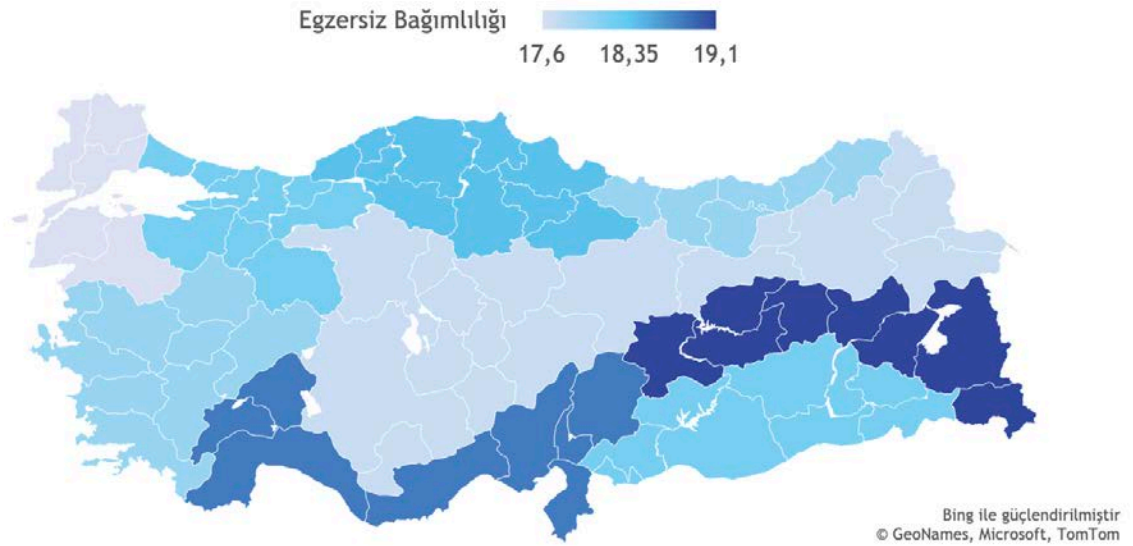 Egzersiz Bağımlılığı
17,6 18,35 19,1
Bing ile güçlendirilmiştir
© GeoNames, Microsoft, TomTom